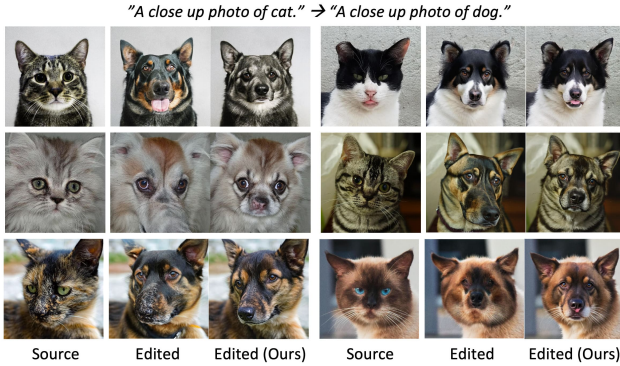 "A close up photo of cat." → "A close up photo of dog."
Source Edited Edited (Ours) Source Edited Edited (Ours)